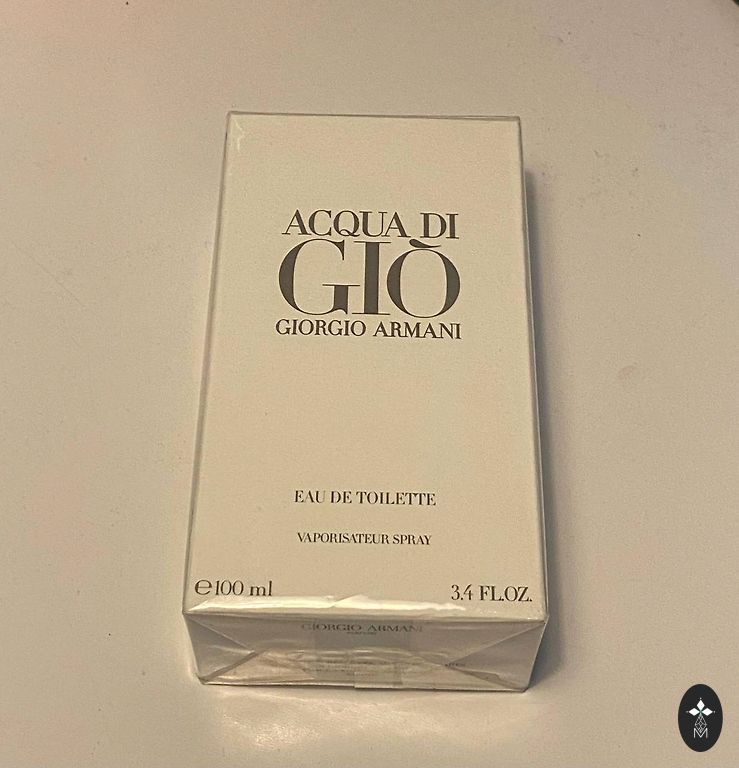 ACQUA DI
GIÒ
GIORGIO ARMANI
EAU DE TOILETTE
VAPORISATEUR SPRAY
℮100 ml
3.4 FL.OZ.
GIORGIO ARMANI